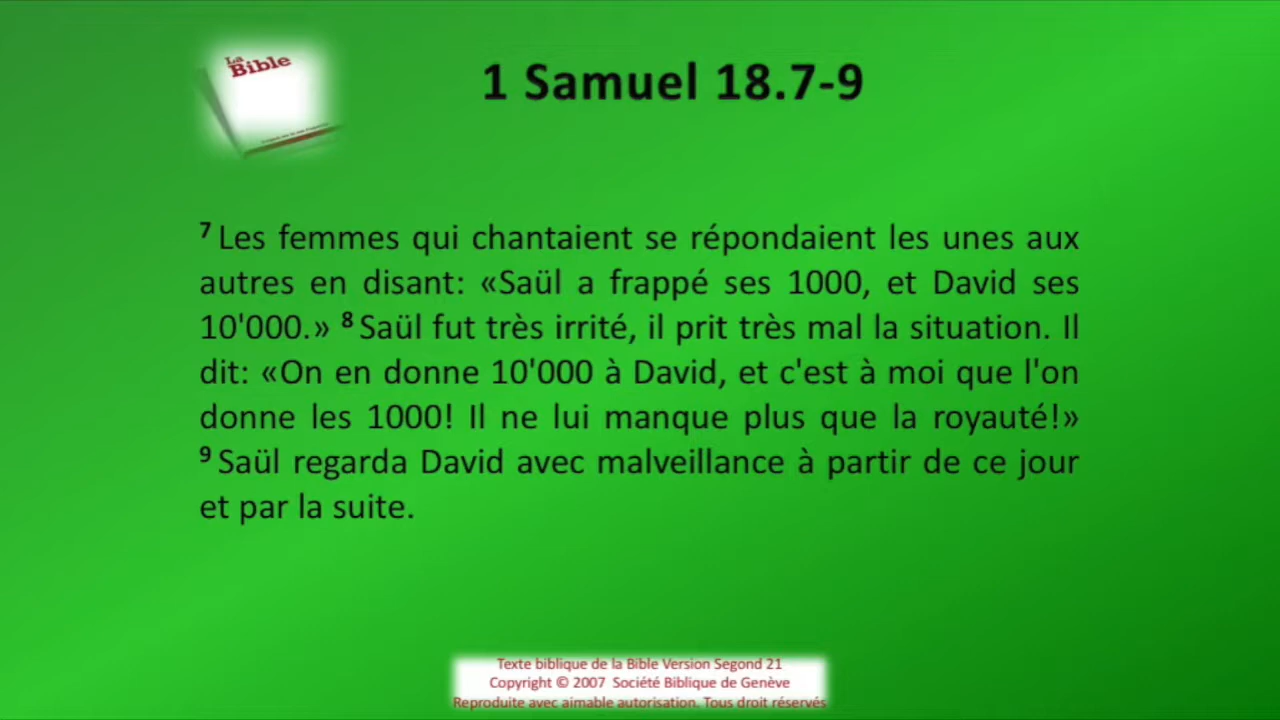 La
Bible
1 Samuel 18.7-9
7 Les femmes qui chantaient se répondaient les unes aux
autres en disant: «Saül a frappé ses 1000, et David ses
10'000.» 8 Saül fut très irrité, il prit très mal la situation. Il
dit: «On en donne 10'000 à David, et c'est à moi que l'on
donne les 1000! Il ne lui manque plus que la royauté!»
9 Saül regarda David avec malveillance à partir de ce jour
et par la suite.
Texte biblique de la Bible Version Segond 21
Copyright © 2007 Société Biblique de Genève
Reproduite avec aimable autorisation. Tous droit réservés